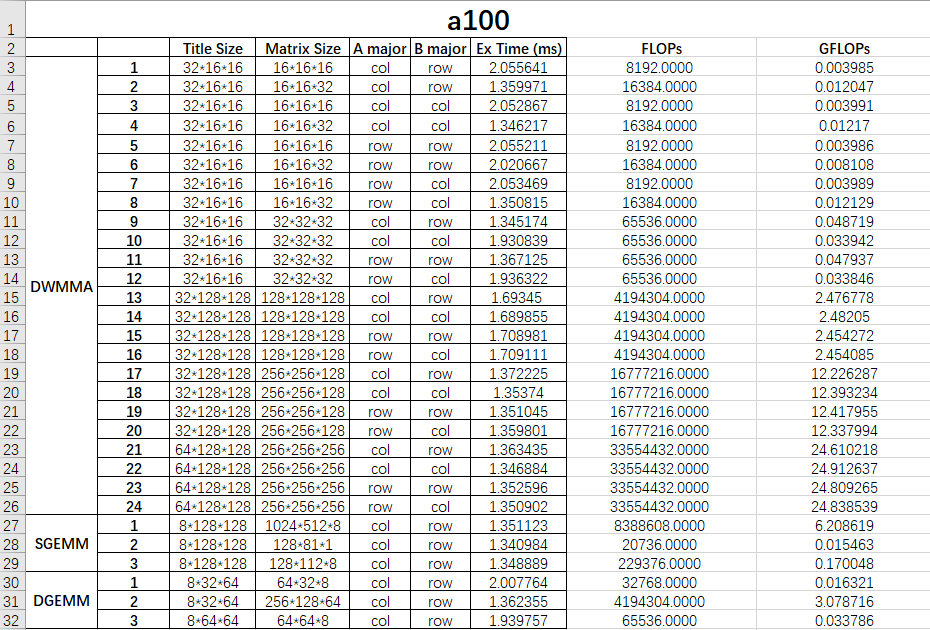 a100
1
2 Title Size Matrix Size A major B major Ex Time (ms) FLOPs GFLOPs
3 1 32*16*16 16*16*16 col row 2.055641 8192.0000 0.003985
4 2 32*16*16 16*16*32 col row 1.359971 16384.0000 0.012047
5 3 32*16*16 16*16*16 col col 2.052867 8192.0000 0.003991
6 4 32*16*16 16*16*32 col col 1.346217 16384.0000 0.01217
7 5 32*16*16 16*16*16 row row 2.055211 8192.0000 0.003986
8 6 32*16*16 16*16*32 row row 2.020667 16384.0000 0.008108
9 7 32*16*16 16*16*16 row col 2.053469 8192.0000 0.003989
10 8 32*16*16 16*16*32 row col 1.350815 16384.0000 0.012129
11 9 32*16*16 32*32*32 col row 1.345174 65536.0000 0.048719
12 10 32*16*16 32*32*32 col col 1.930839 65536.0000 0.033942
13 11 32*16*16 32*32*32 row row 1.367125 65536.0000 0.047937
14 DWMMA 12 32*16*16 32*32*32 row col 1.936322 65536.0000 0.033846
15 13 32*128*128 128*128*128 col row 1.69345 4194304.0000 2.476778
16 14 32*128*128 128*128*128 col col 1.689855 4194304.0000 2.48205
17 15 32*128*128 128*128*128 row row 1.708981 4194304.0000 2.454272
18 16 32*128*128 128*128*128 row col 1.709111 4194304.0000 2.454085
19 17 32*128*128 256*256*128 col row 1.372225 16777216.0000 12.226287
20 18 32*128*128 256*256*128 col col 1.35374 16777216.0000 12.393234
21 19 32*128*128 256*256*128 row row 1.351045 16777216.0000 12.417955
22 20 32*128*128 256*256*128 row col 1.359801 16777216.0000 12.337994
23 21 64*128*128 256*256*256 col row 1.363435 33554432.0000 24.610218
24 22 64*128*128 256*256*256 col col 1.346884 33554432.0000 24.912637
25 23 64*128*128 256*256*256 row row 1.352596 33554432.0000 24.809265
26 24 64*128*128 256*256*256 row col 1.350902 33554432.0000 24.838539
27 1 8*128*128 1024*512*8 col row 1.351123 8388608.0000 6.208619
28 SGEMM 2 8*128*128 128*81*1 col row 1.340984 20736.0000 0.015463
29 3 8*128*128 128*112*8 col row 1.348889 229376.0000 0.170048
30 1 8*32*64 64*32*8 col row 2.007764 32768.0000 0.016321
31 DGEMM 2 8*32*64 256*128*64 col row 1.362355 4194304.0000 3.078716
32 3 8*64*64 64*64*8 col row 1.939757 65536.0000 0.033786